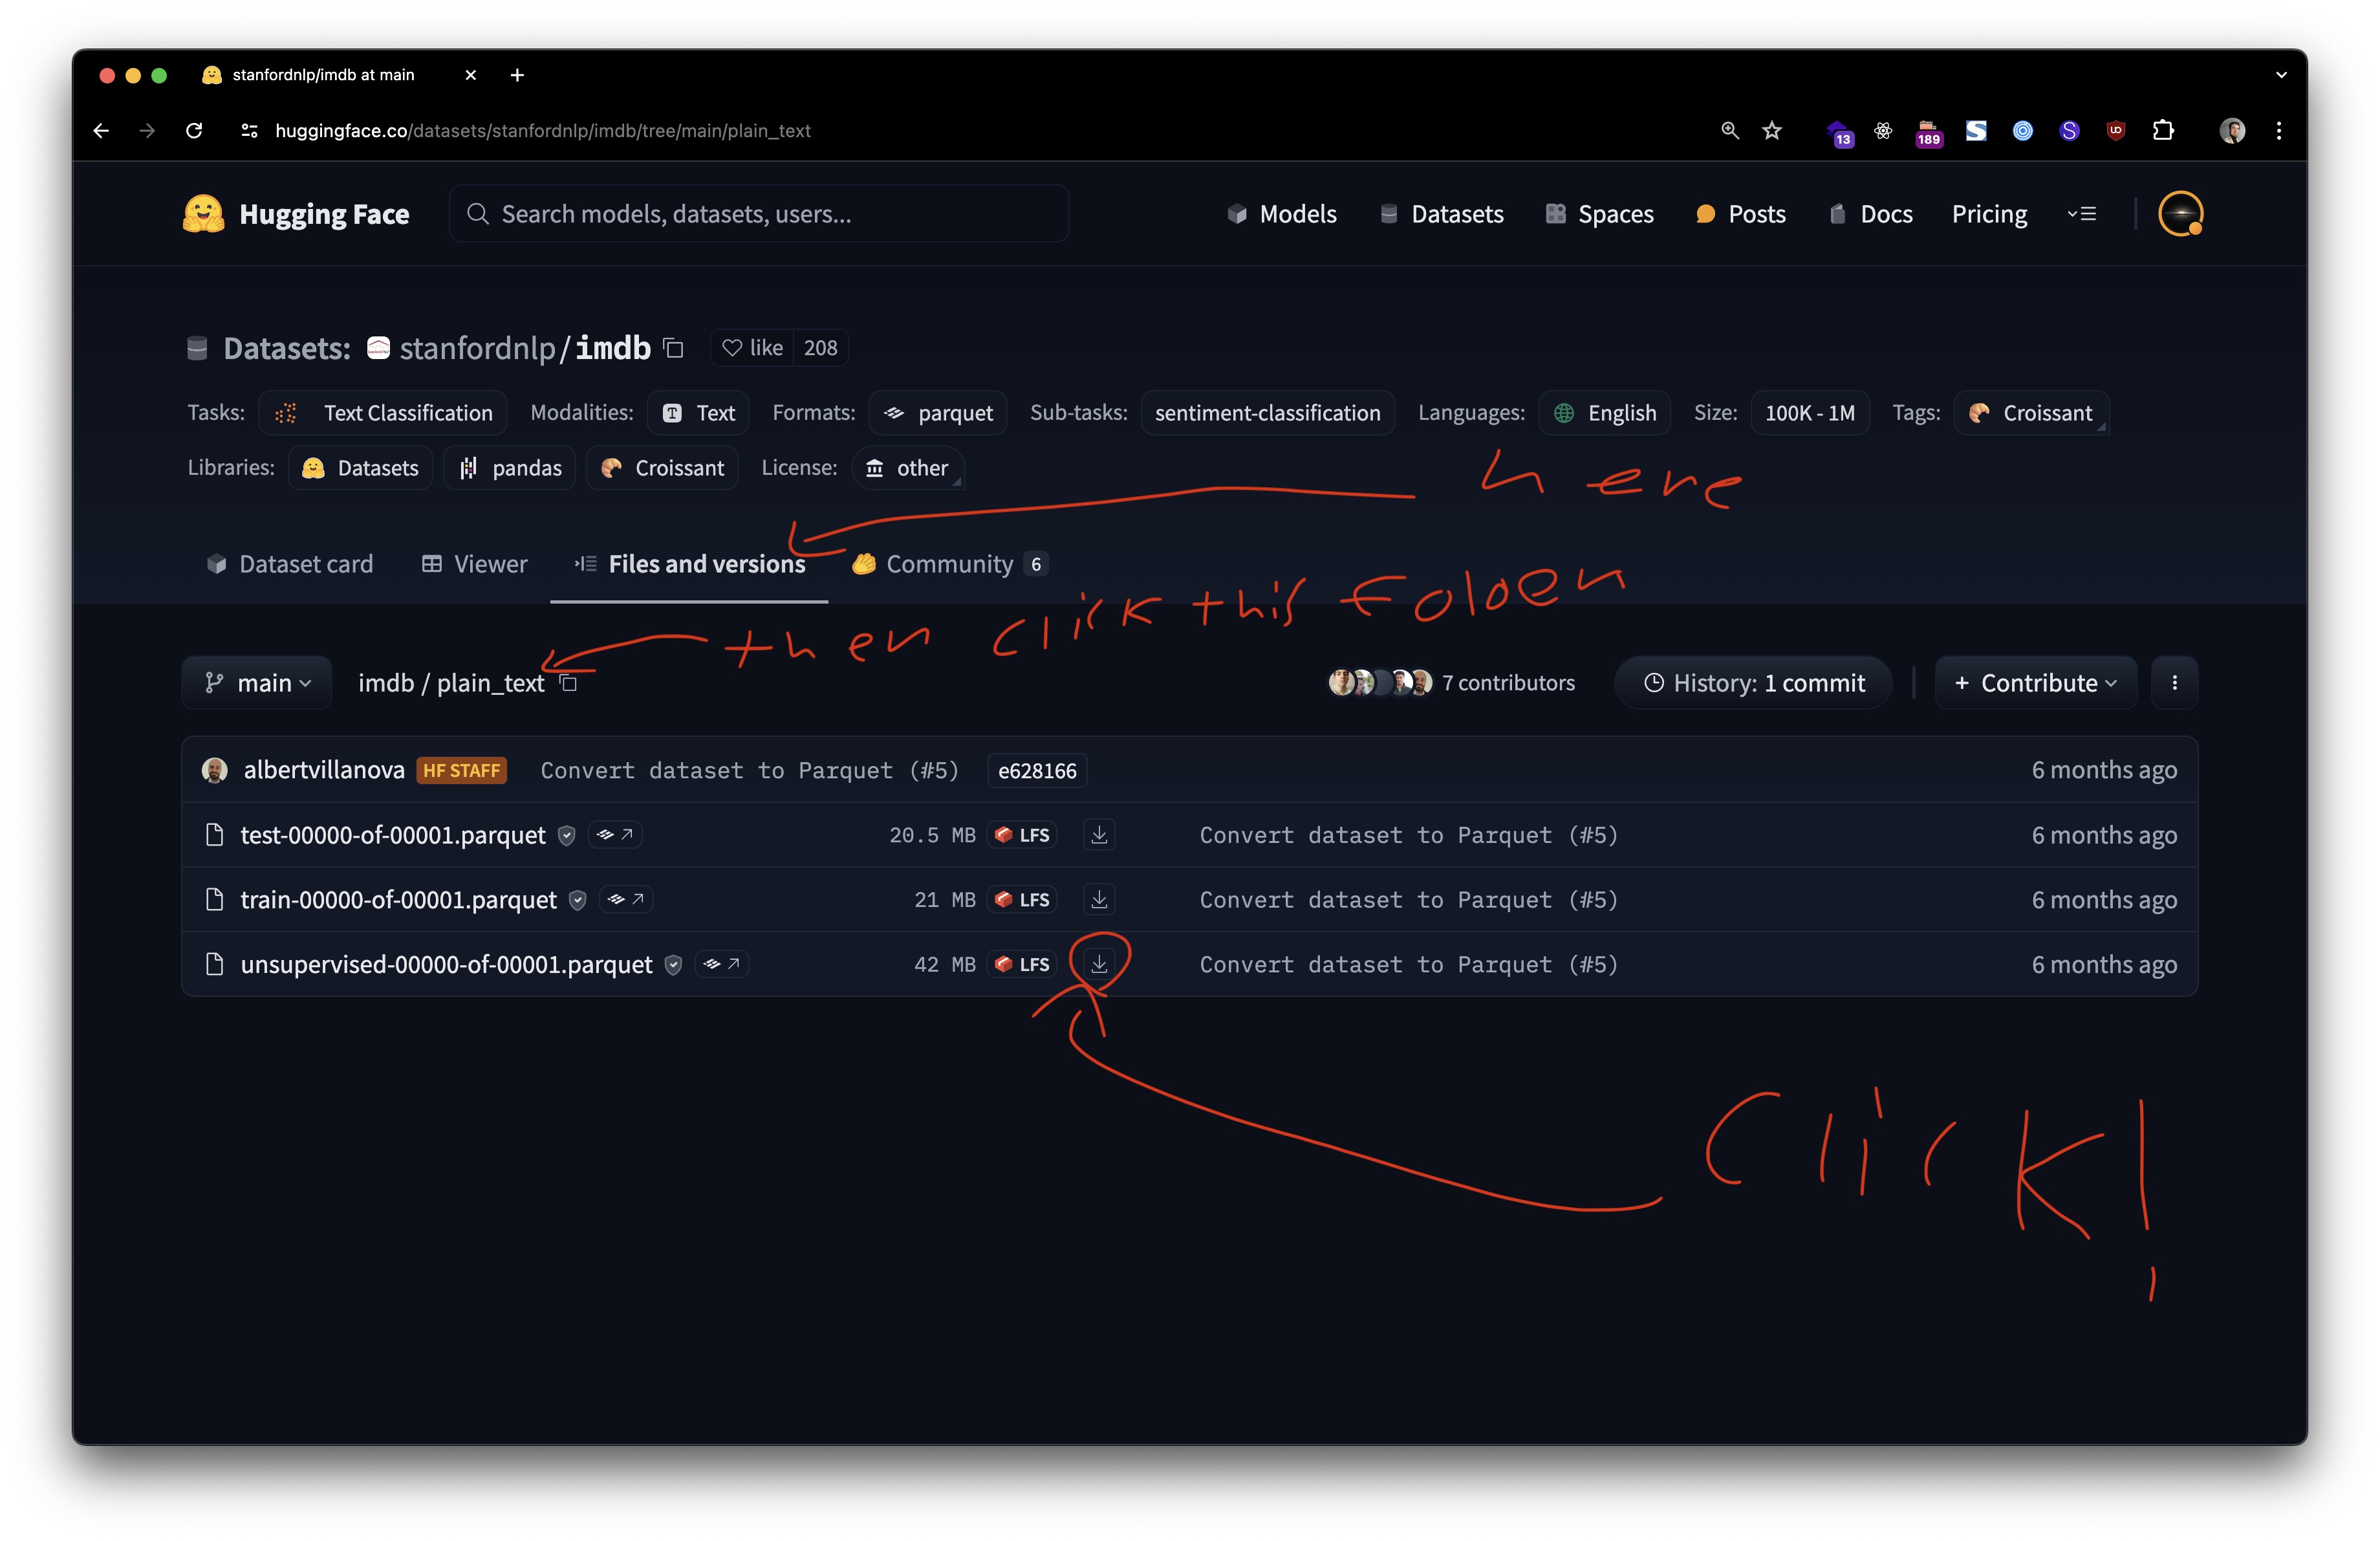 stanfordnlp/imdb at main
huggingface.co/datasets/stanfordnlp/imdb/tree/main/plain_text
13
189
Hugging Face
Search models, datasets, users...
Models
Datasets
Spaces
Posts
Docs
Pricing
Datasets: stanfordnlp/imdb
like 208
Tasks: Text Classification Modalities: Text Formats: parquet Sub-tasks: sentiment-classification Languages: English Size: 100K - 1M Tags: Croissant
Libraries: Datasets pandas Croissant License: other
here
Dataset card Viewer Files and versions Community 6
then click this folder
main imdb / plain_text 7 contributors History: 1 commit + Contribute
albertvillanova HF STAFF Convert dataset to Parquet (#5) e628166 6 months ago
test-00000-of-00001.parquet 20.5 MB LFS Convert dataset to Parquet (#5) 6 months ago
train-00000-of-00001.parquet 21 MB LFS Convert dataset to Parquet (#5) 6 months ago
unsupervised-00000-of-00001.parquet 42 MB LFS Convert dataset to Parquet (#5) 6 months ago
Click!